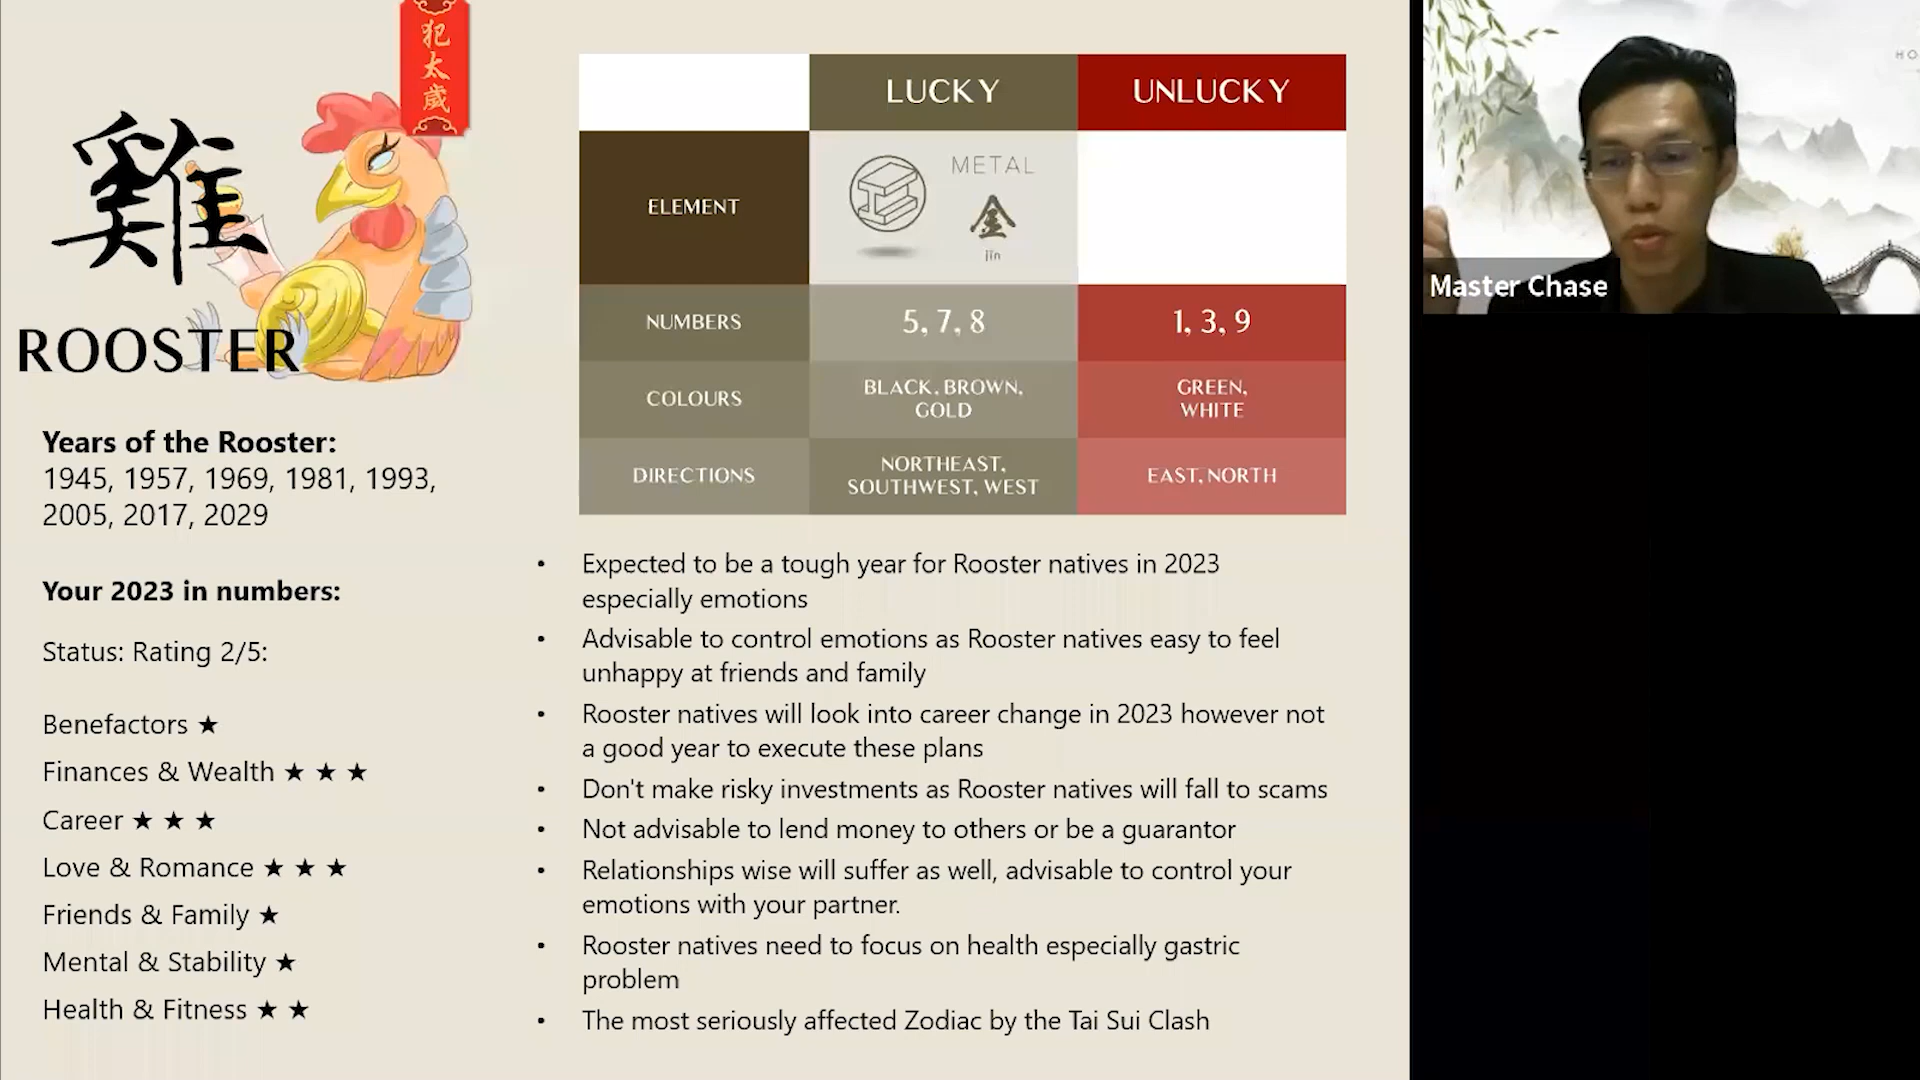 犯太歲
雞
ROOSTER
Years of the Rooster:
1945, 1957, 1969, 1981, 1993,
2005, 2017, 2029
Your 2023 in numbers:
Status: Rating 2/5:
Benefactors ★
Finances & Wealth ★ ★ ★
Career ★ ★ ★
Love & Romance ★ ★ ★
Friends & Family ★
Mental & Stability ★
Health & Fitness ★ ★
LUCKY UNLUCKY
ELEMENT
METAL
金
jīn
NUMBERS 5, 7, 8 1, 3, 9
COLOURS BLACK, BROWN, GREEN,
GOLD WHITE
DIRECTIONS NORTHEAST, EAST, NORTH
SOUTHWEST, WEST
• Expected to be a tough year for Rooster natives in 2023
especially emotions
• Advisable to control emotions as Rooster natives easy to feel
unhappy at friends and family
• Rooster natives will look into career change in 2023 however not
a good year to execute these plans
• Don't make risky investments as Rooster natives will fall to scams
• Not advisable to lend money to others or be a guarantor
• Relationships wise will suffer as well, advisable to control your
emotions with your partner.
• Rooster natives need to focus on health especially gastric
problem
• The most seriously affected Zodiac by the Tai Sui Clash
HO
Master Chase